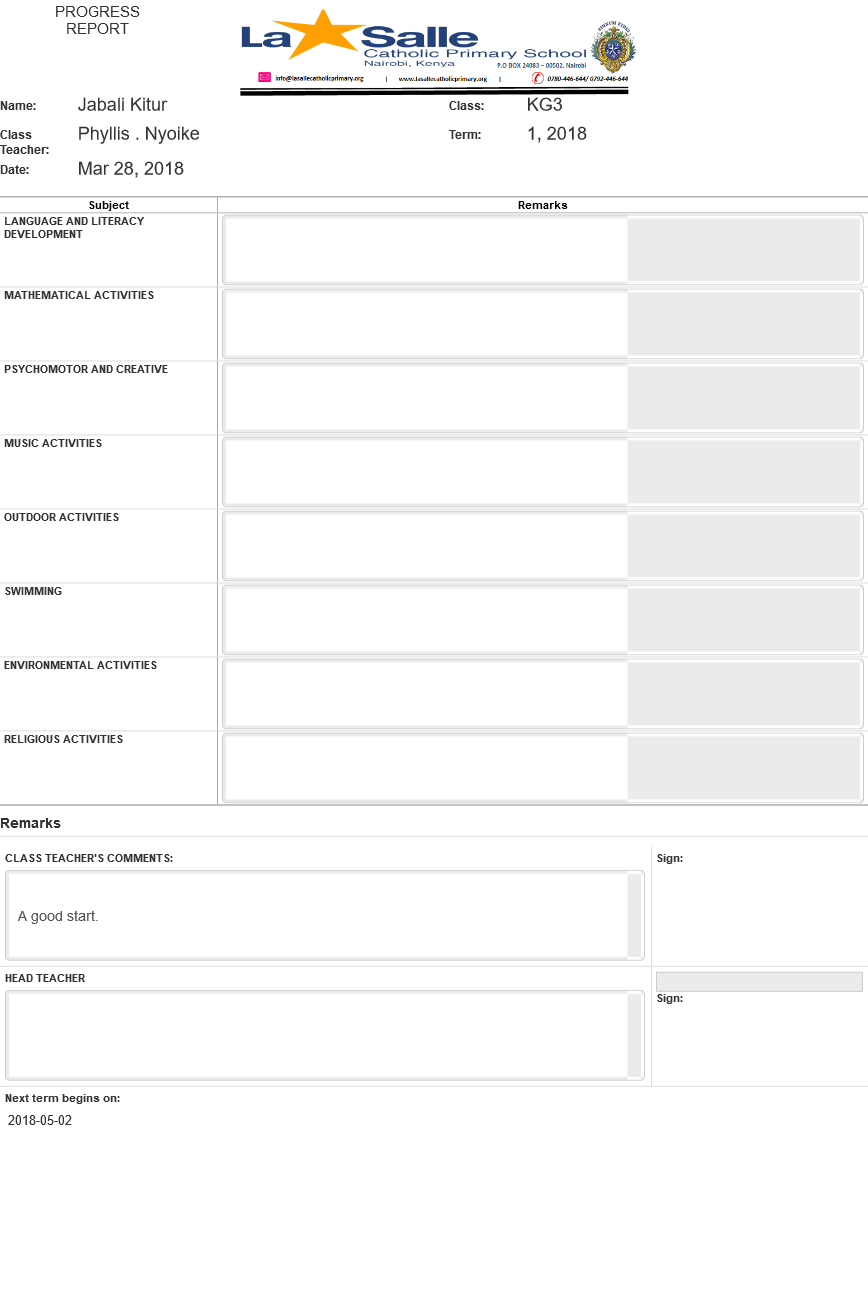 PROGRESS
REPORT
La Salle
Catholic Primary School
Nairobi, Kenya
P.O BOX 24083 – 00502, Nairobi
info@lasallecatholicprimary.org | www.lasallecatholicprimary.org | 0780-446-644/ 0792-446-644
Name: Jabali Kitur Class: KG3
Class Teacher: Phyllis . Nyoike Term: 1, 2018
Date: Mar 28, 2018
Subject Remarks
LANGUAGE AND LITERACY
DEVELOPMENT
MATHEMATICAL ACTIVITIES
PSYCHOMOTOR AND CREATIVE
MUSIC ACTIVITIES
OUTDOOR ACTIVITIES
SWIMMING
ENVIRONMENTAL ACTIVITIES
RELIGIOUS ACTIVITIES
Remarks
CLASS TEACHER'S COMMENTS: Sign:
A good start.
HEAD TEACHER
Sign:
Next term begins on:
2018-05-02